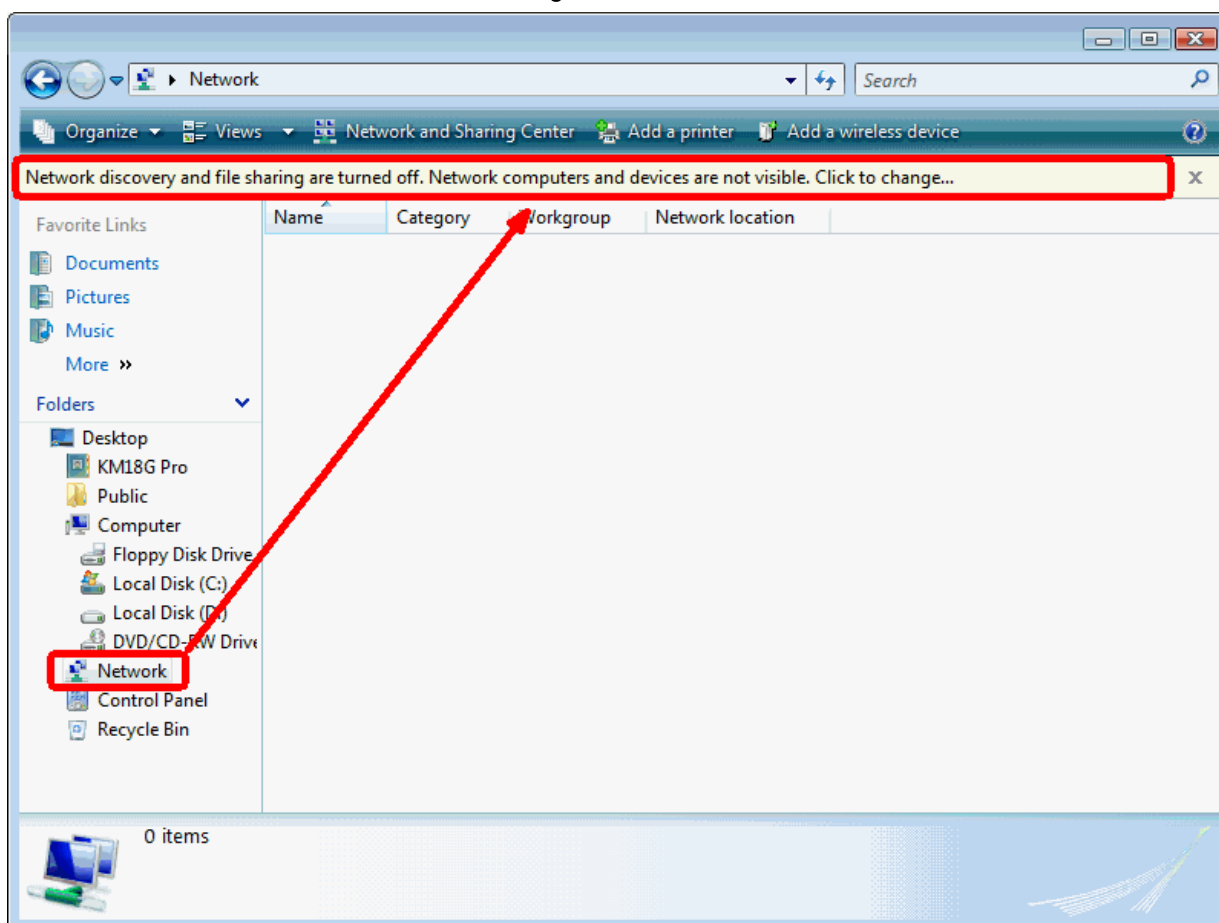 Network
Search
Organize Views Network and Sharing Center Add a printer Add a wireless device
Network discovery and file sharing are turned off. Network computers and devices are not visible. Click to change...
Name Category Workgroup Network location
Favorite Links
Documents
Pictures
Music
More »
Folders
Desktop
KM18G Pro
Public
Computer
Floppy Disk Drive
Local Disk (C:)
Local Disk (D:)
DVD/CD-RW Drive
Network
Control Panel
Recycle Bin
0 items